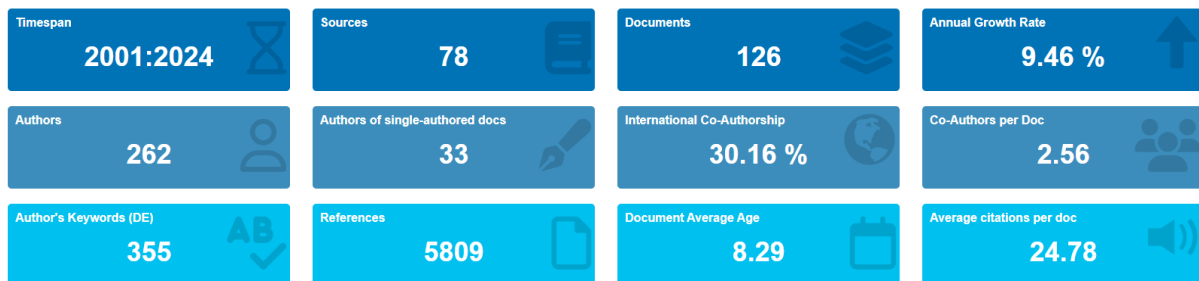 Timespan
2001:2024
Sources
78
Documents
126
Annual Growth Rate
9.46 %
Authors
262
Authors of single-authored docs
33
International Co-Authorship
30.16 %
Co-Authors per Doc
2.56
Author's Keywords (DE)
355
AB
References
5809
Document Average Age
8.29
Average citations per doc
24.78